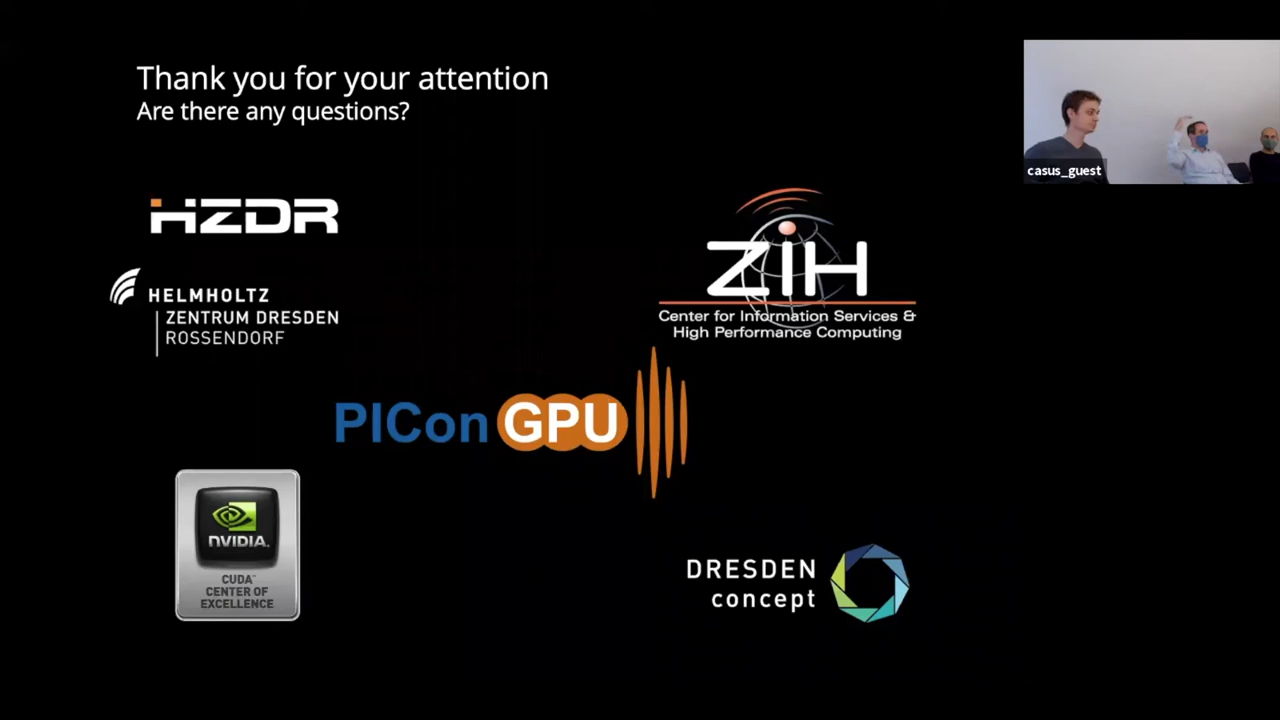 Thank you for your attention
Are there any questions?
casus_guest
HZDR
ZIH
HELMHOLTZ
ZENTRUM DRESDEN
ROSSENDORF
Center for Information Services &
High Performance Computing
PIConGPU
NVIDIA.
CUDA™
CENTER OF
EXCELLENCE
DRESDEN
concept